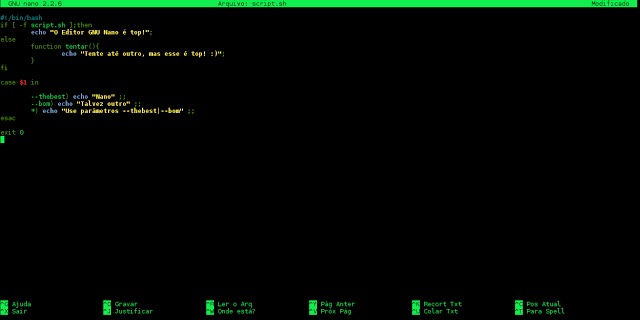 GNU nano 2.2.6 Arquivo: script.sh Modificado
#!/bin/bash
if [ -f script.sh ];then
echo "O Editor GNU Nano é top!";
else
function tentar(){
echo "Tente até outro, mas esse é top! :)";
}
fi
case $1 in
--thebest) echo "Nano" ;;
--bom) echo "Talvez outro" ;;
*) echo "Use parâmetros --thebest|--bom" ;;
esac
exit 0
^G Ajuda ^O Gravar ^R Ler o Arq ^Y Pág Anter ^K Recort Txt ^C Pos Atual
^X Sair ^J Justificar ^W Onde está? ^V Próx Pág ^U Colar Txt ^T Para Spell